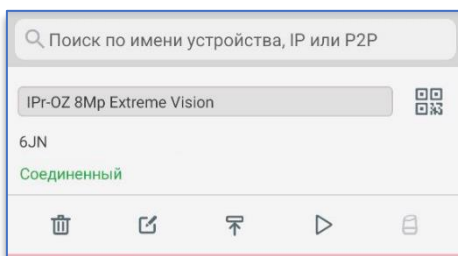 Поиск по имени устройства, IP или P2P
IPr-OZ 8Mp Extreme Vision
6JN
Соединенный